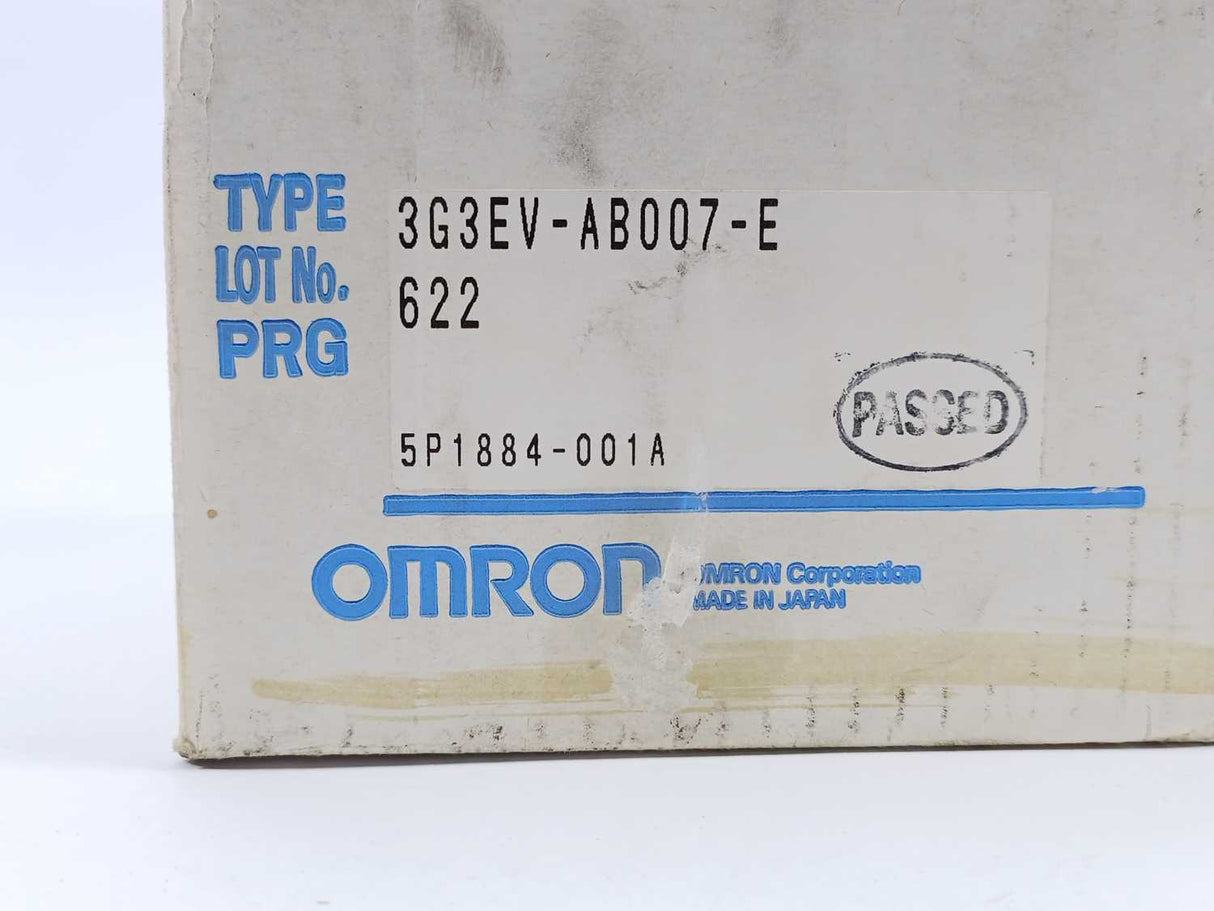 TYPE 3G3EV-AB007-E
LOT No. 622
PRG
5P1884-001A
PASSED
OMRON OMRON Corporation
MADE IN JAPAN